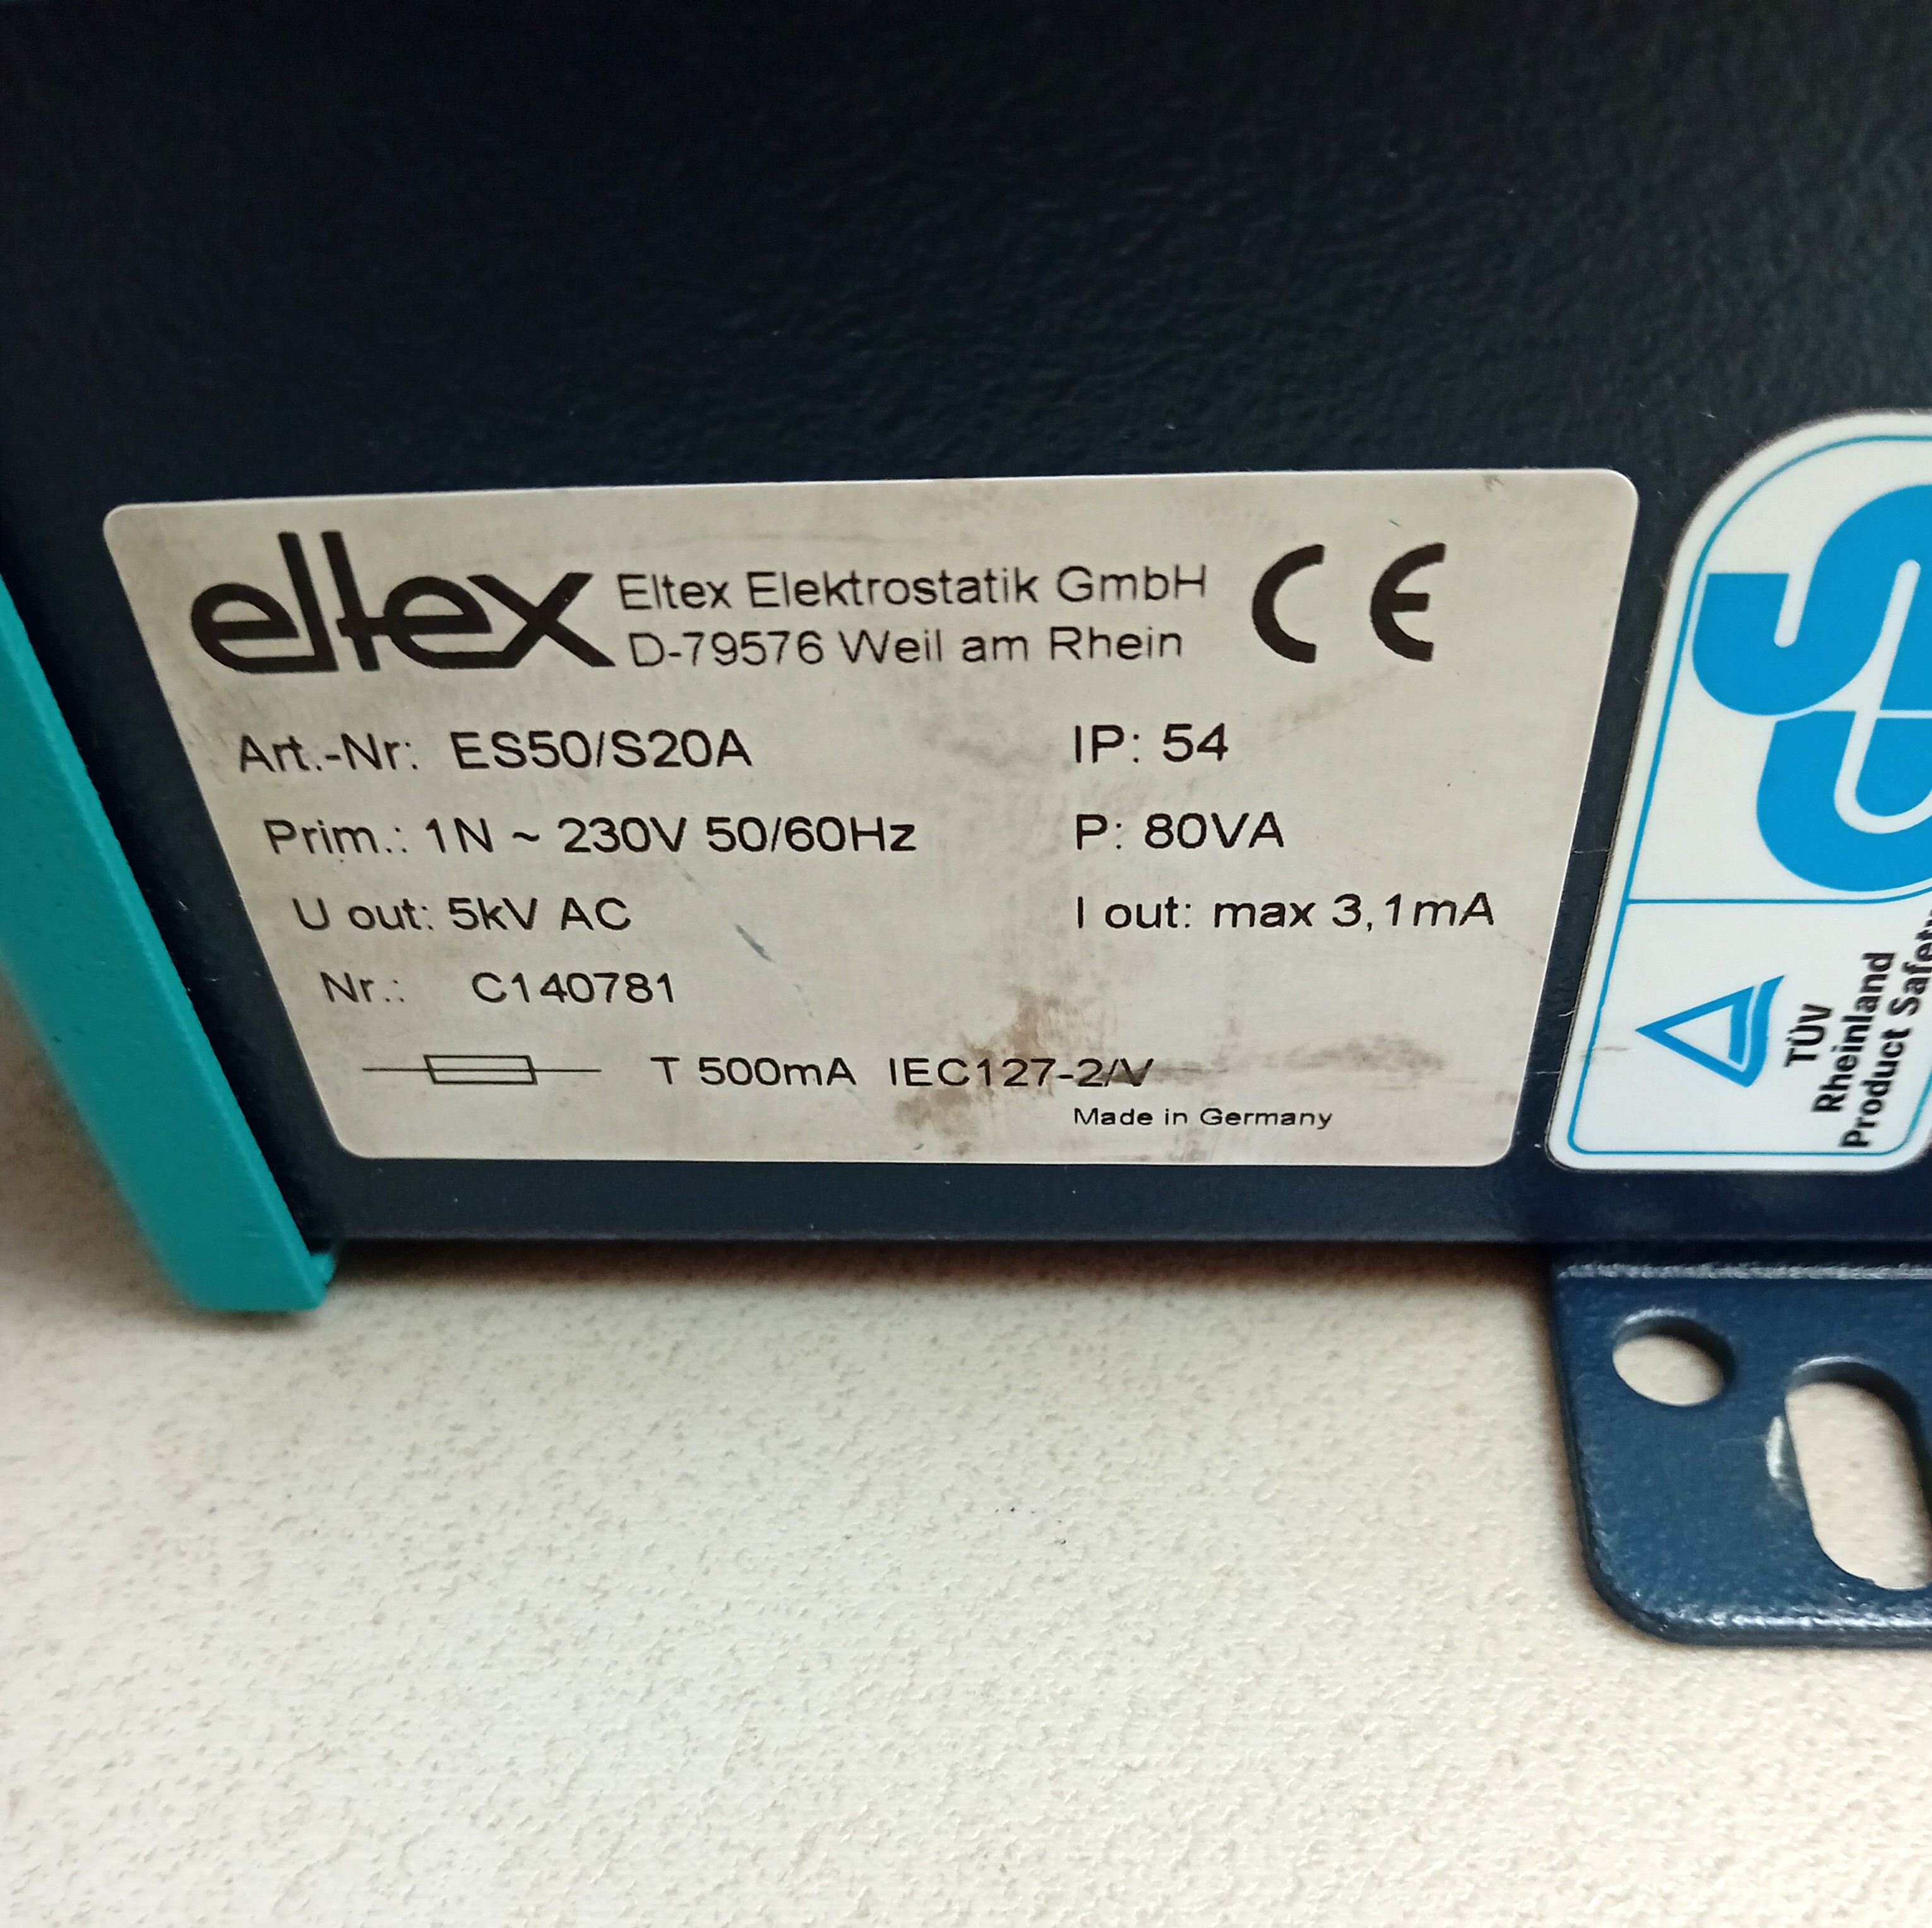 eltex
Eltex Elektrostatik GmbH
D-79576 Weil am Rhein
CE
Art.-Nr: ES50/S20A
IP: 54
Prim.: 1N ~ 230V 50/60Hz
P: 80VA
U out: 5kV AC
I out: max 3,1mA
Nr.: C140781
T 500mA IEC127-2/V
Made in Germany
TÜV
Rheinland
Product Safety